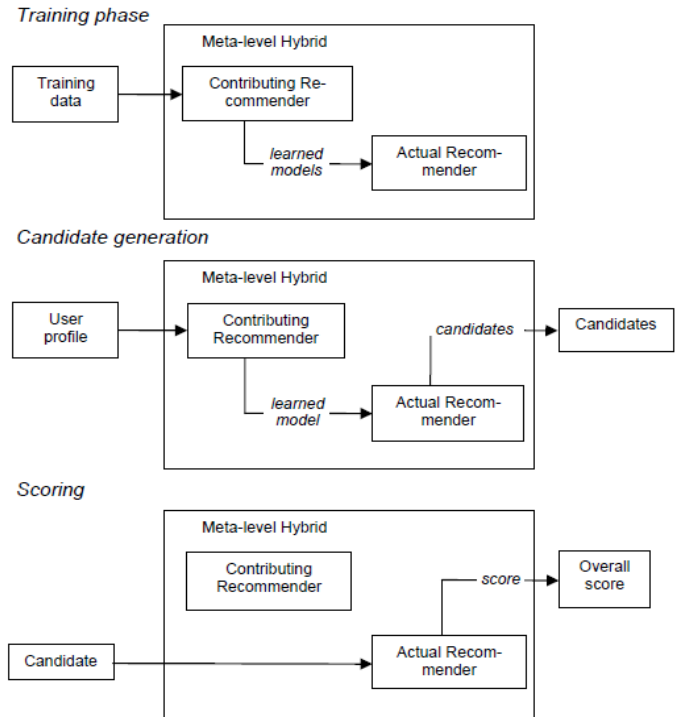 Training phase
Meta-level Hybrid
Training
data
Contributing Re-
commender
learned
models
Actual Recom-
mender
Candidate generation
Meta-level Hybrid
User
profile
Contributing
Recommender
candidates
Candidates
learned
model
Actual Recom-
mender
Scoring
Meta-level Hybrid
Contributing
Recommender
score
Overall
score
Candidate
Actual Recom-
mender